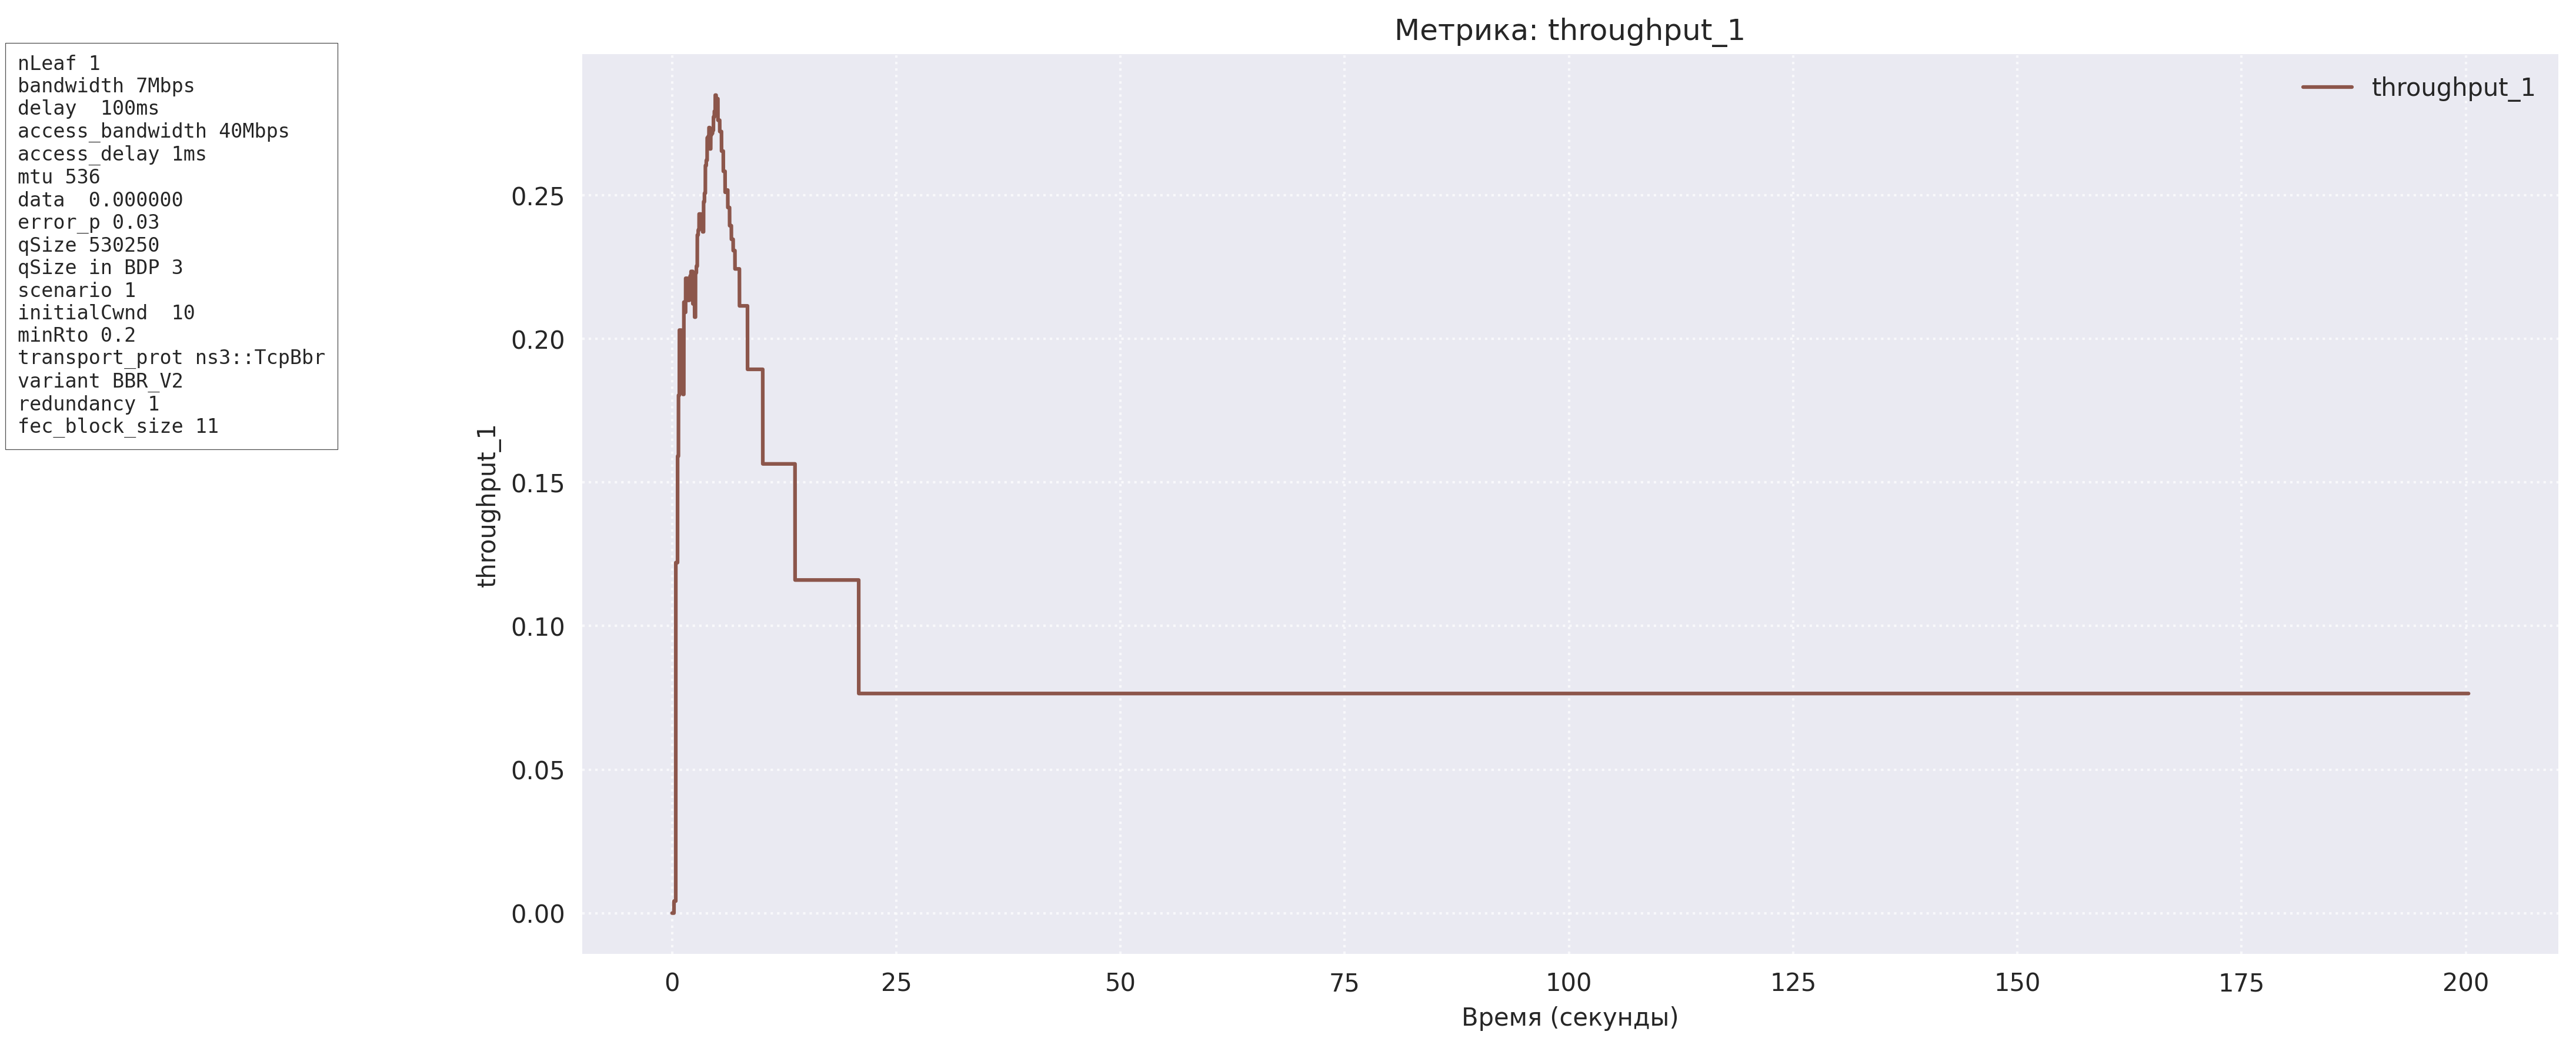 Метрика: throughput_1
nLeaf 1
bandwidth 7Mbps
delay  100ms
access_bandwidth 40Mbps
access_delay 1ms
mtu 536
data  0.000000
error_p 0.03
qSize 530250
qSize in BDP 3
scenario 1
initialCwnd  10
minRto 0.2
transport_prot ns3::TcpBbr
variant BBR_V2
redundancy 1
fec_block_size 11
throughput_1
throughput_1
0.25
0.20
0.15
0.10
0.05
0.00
0 25 50 75 100 125 150 175 200
Время (секунды)